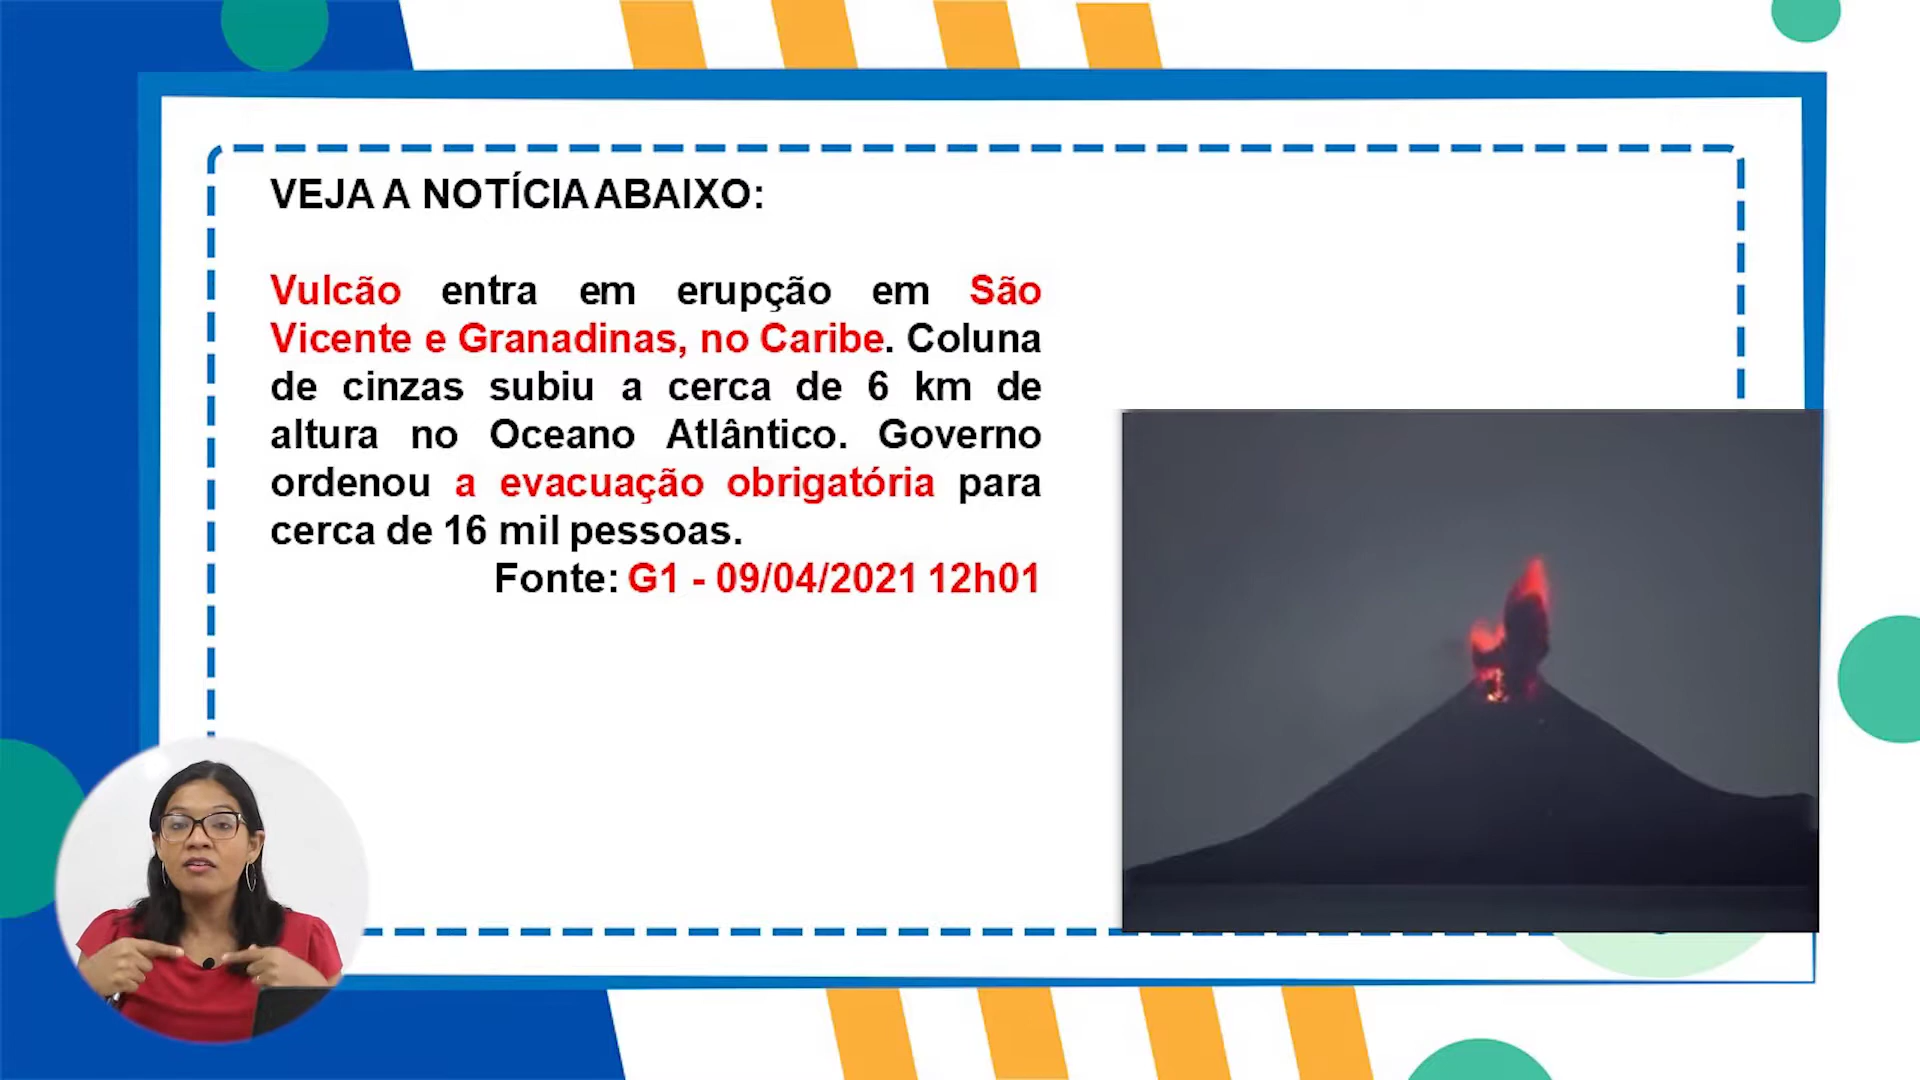 VEJA A NOTÍCIA ABAIXO:
Vulcão entra em erupção em São
Vicente e Granadinas, no Caribe. Coluna
de cinzas subiu a cerca de 6 km de
altura no Oceano Atlântico. Governo
ordenou a evacuação obrigatória para
cerca de 16 mil pessoas.
Fonte: G1 - 09/04/2021 12h01